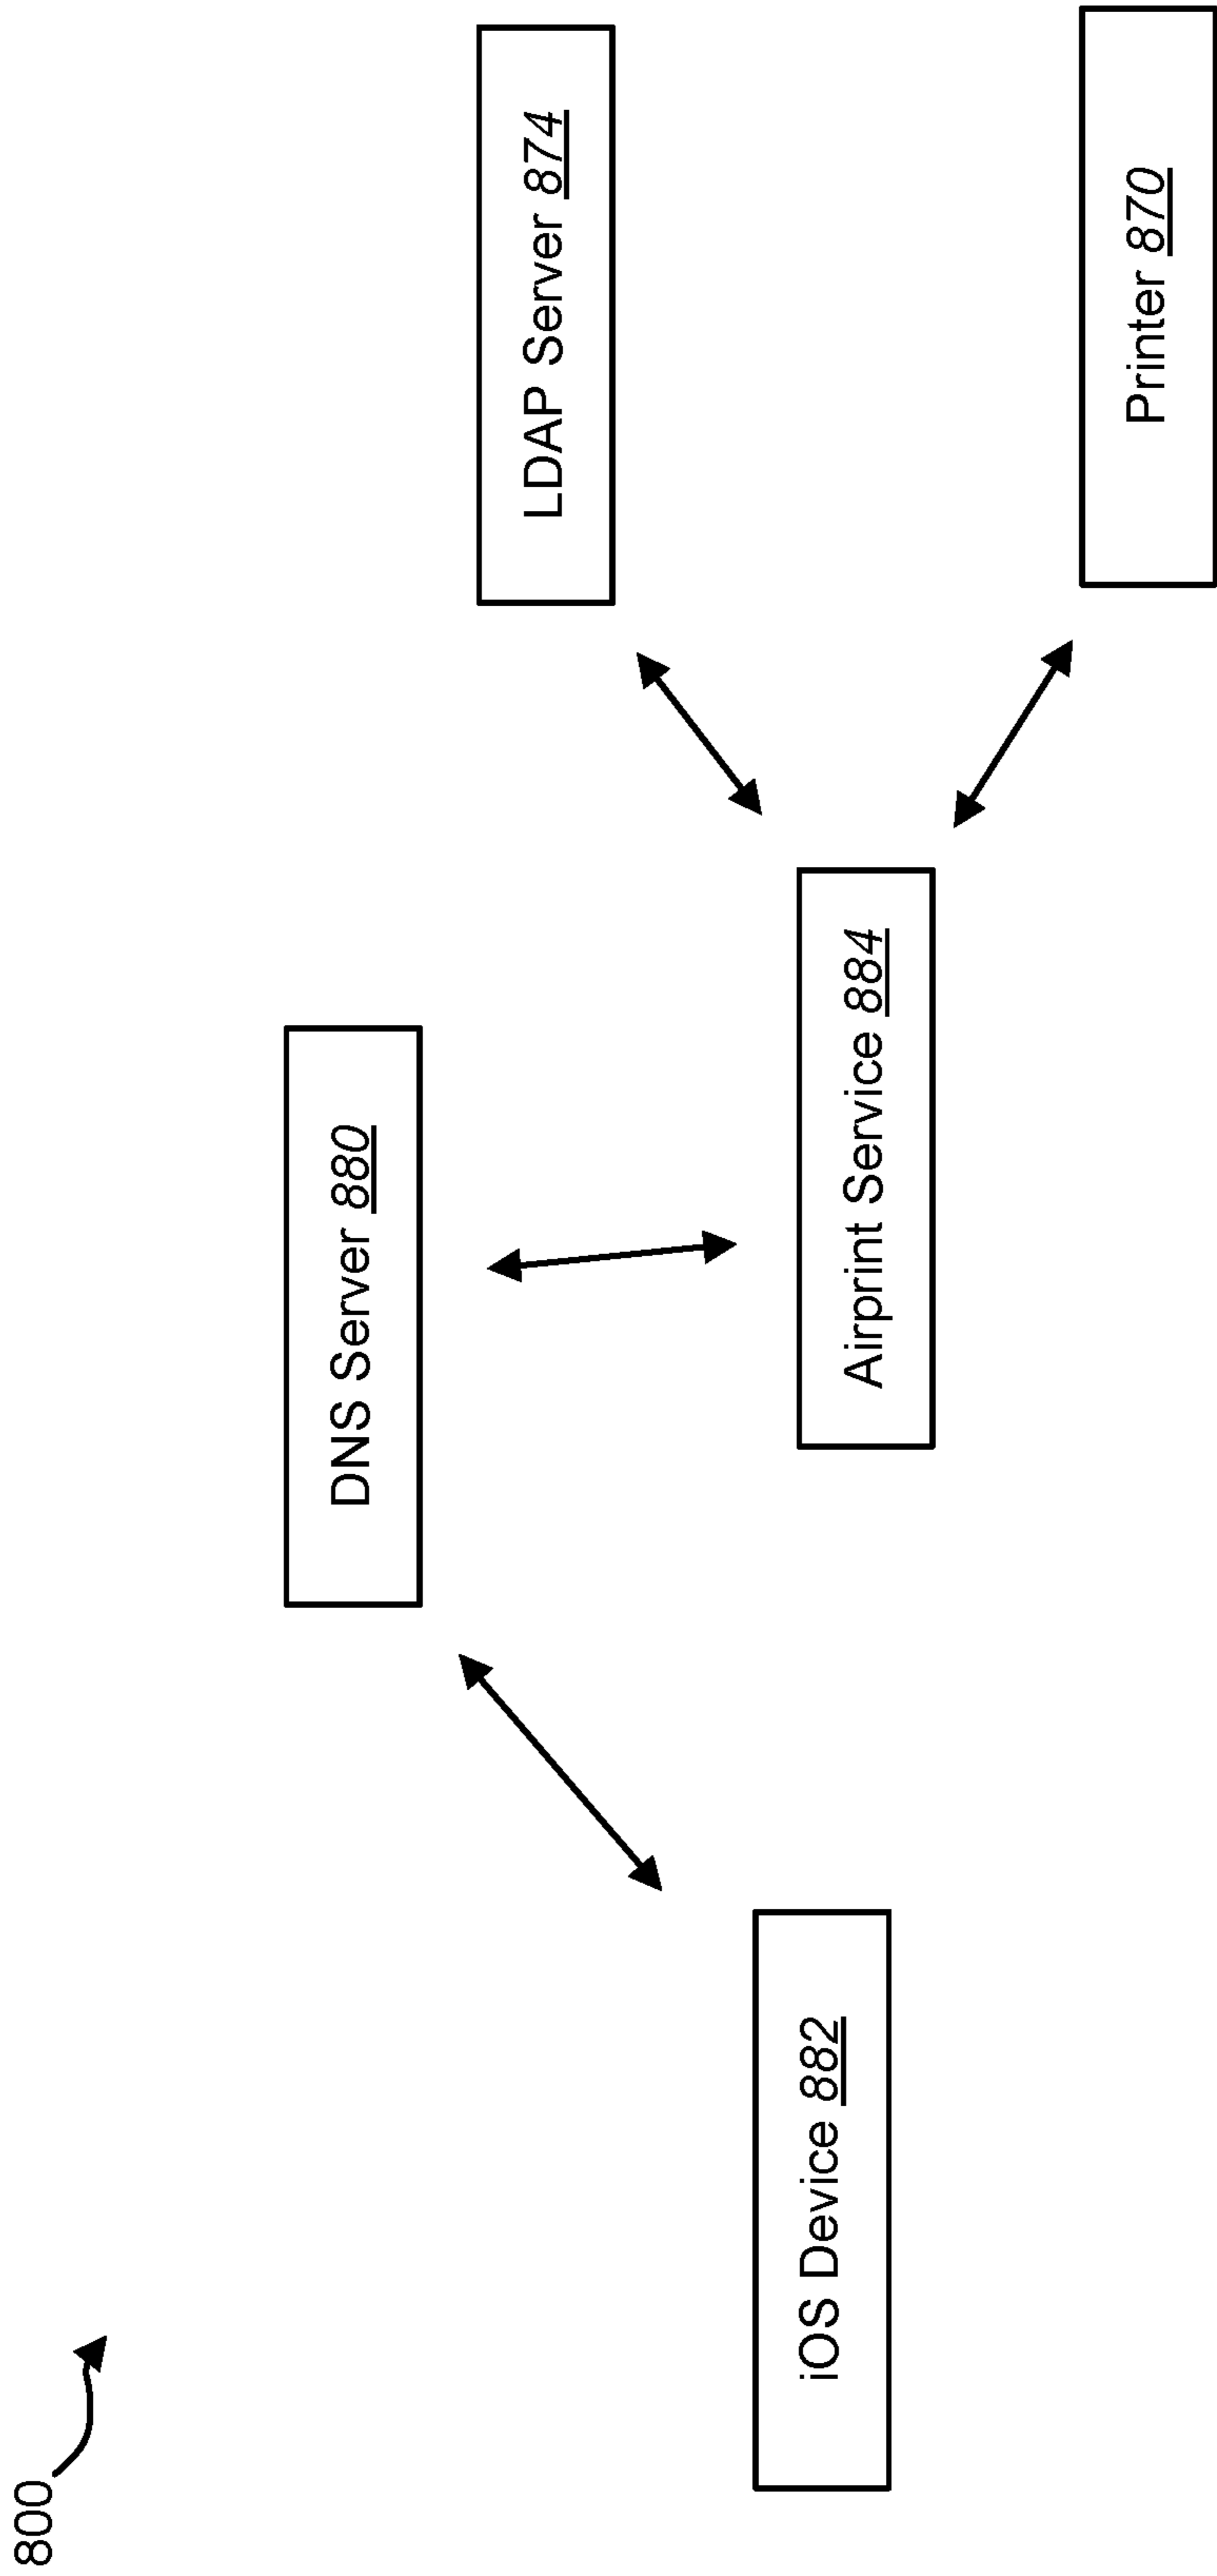 800
DNS Server 880
LDAP Server 874
iOS Device 882
Airprint Service 884
Printer 870